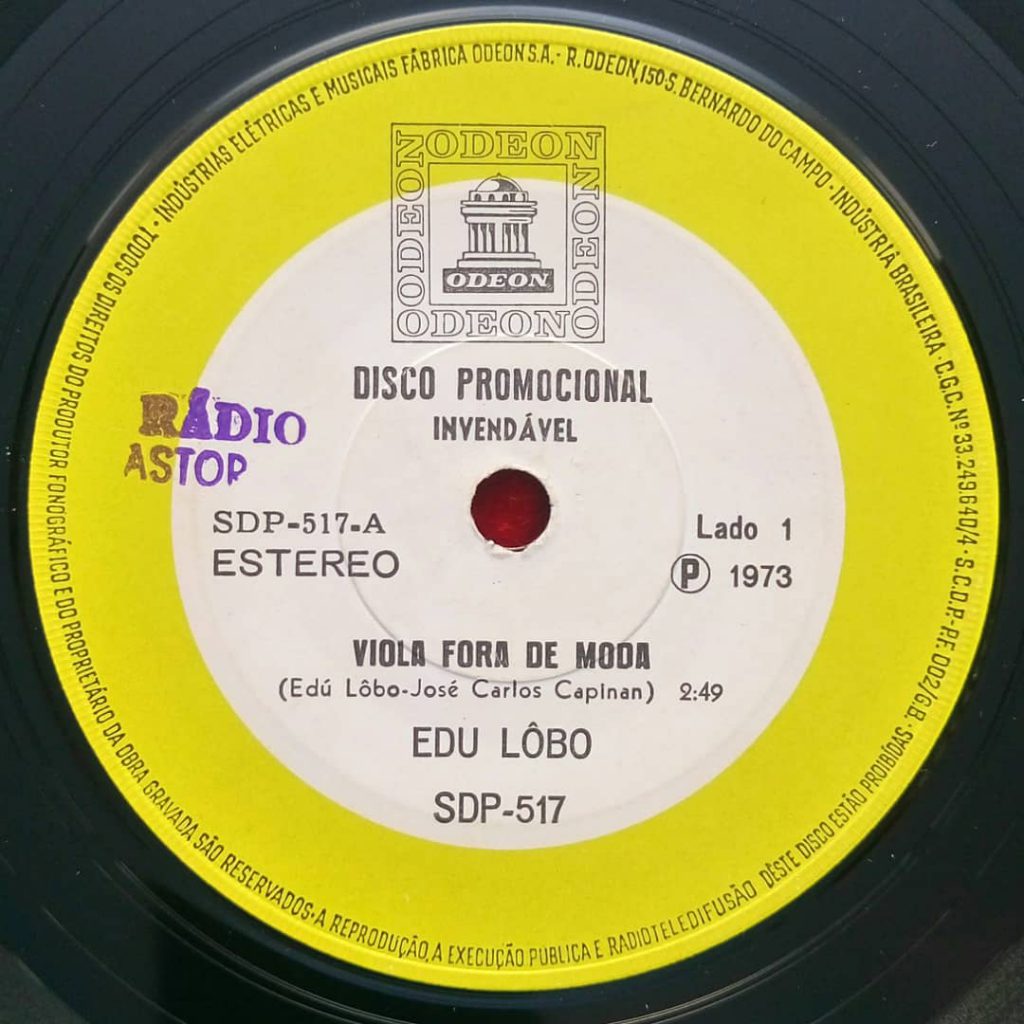 INDÚSTRIAS ELÉTRICAS E MUSICAIS FÁBRICA ODEON S.A. - R. ODEON, 150 - S. BERNARDO DO CAMPO - INDÚSTRIA BRASILEIRA · C.G.C. Nº 33.249.640/4 - S.C.D.P. - P.F. 002/G.B. ·
TODOS OS DIREITOS DO PRODUTOR FONOGRÁFICO E DO PROPRIETÁRIO DA OBRA GRAVADA SÃO RESERVADOS · A REPRODUÇÃO, A EXECUÇÃO PÚBLICA E RADIOTELEDIFUSÃO DÊSTE DISCO ESTÃO PROIBIDAS ·
ODEON
ODEON
ODEON
ODEON
ODEON
DISCO PROMOCIONAL
INVENDÁVEL
RÁDIO
ASTOR
SDP-517-A
ESTEREO
Lado 1
Ⓟ 1973
VIOLA FORA DE MODA
(Edú Lôbo-José Carlos Capinan) 2:49
EDU LÔBO
SDP-517